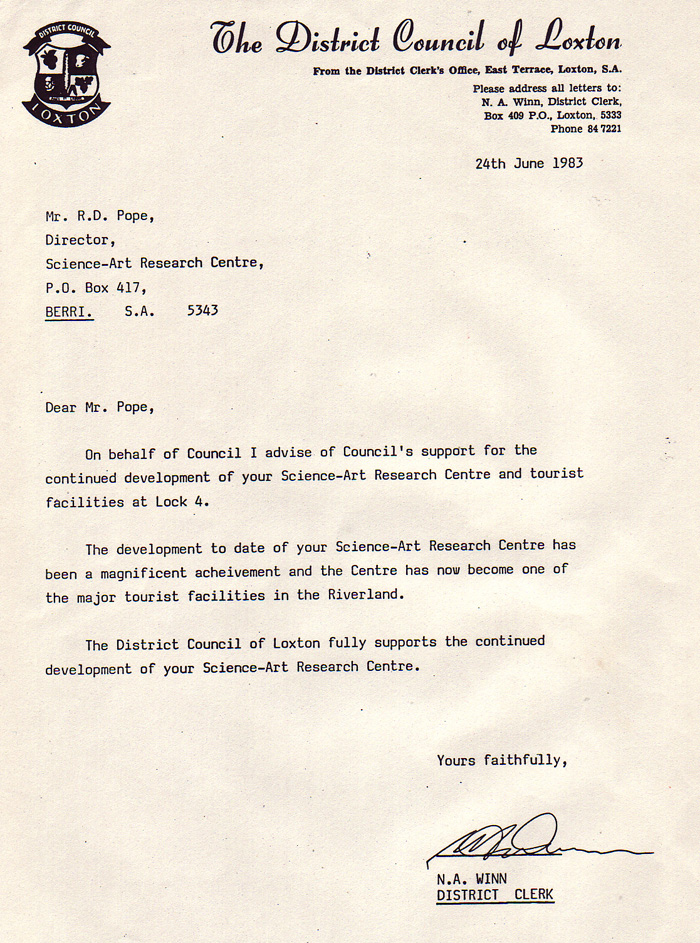 DISTRICT COUNCIL
LOXTON
The District Council of Loxton
From the District Clerk's Office, East Terrace, Loxton, S.A.
Please address all letters to:
N. A. Winn, District Clerk,
Box 409 P.O., Loxton, 5333
Phone 84 7221
24th June 1983
Mr. R.D. Pope,
Director,
Science-Art Research Centre,
P.O. Box 417,
BERRI. S.A. 5343
Dear Mr. Pope,
On behalf of Council I advise of Council's support for the
continued development of your Science-Art Research Centre and tourist
facilities at Lock 4.
The development to date of your Science-Art Research Centre has
been a magnificent acheivement and the Centre has now become one of
the major tourist facilities in the Riverland.
The District Council of Loxton fully supports the continued
development of your Science-Art Research Centre.
Yours faithfully,
N.A. WINN
DISTRICT CLERK